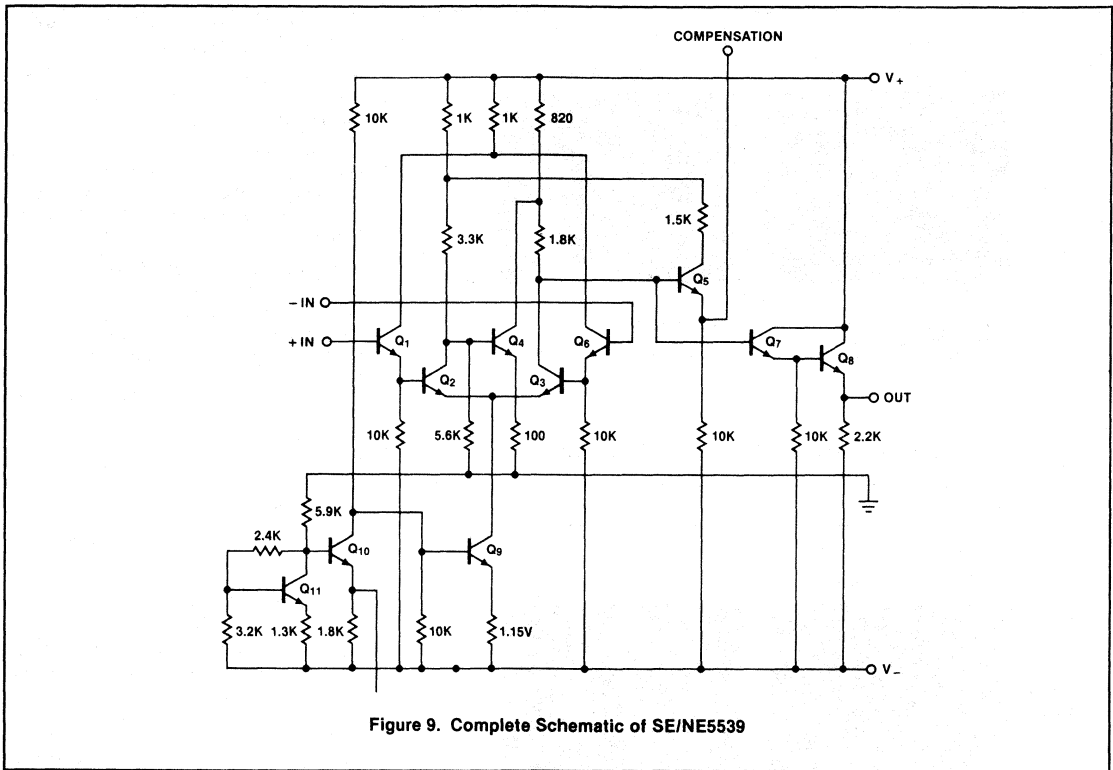 COMPENSATION
V+
10K
1K
1K
820
3.3K
1.8K
1.5K
Q5
− IN
+ IN
Q1
Q4
Q6
Q7
Q2
Q3
Q8
OUT
10K
5.6K
100
10K
10K
10K
2.2K
5.9K
2.4K
Q10
Q9
Q11
3.2K
1.3K
1.8K
10K
1.15V
V−
Figure 9. Complete Schematic of SE/NE5539